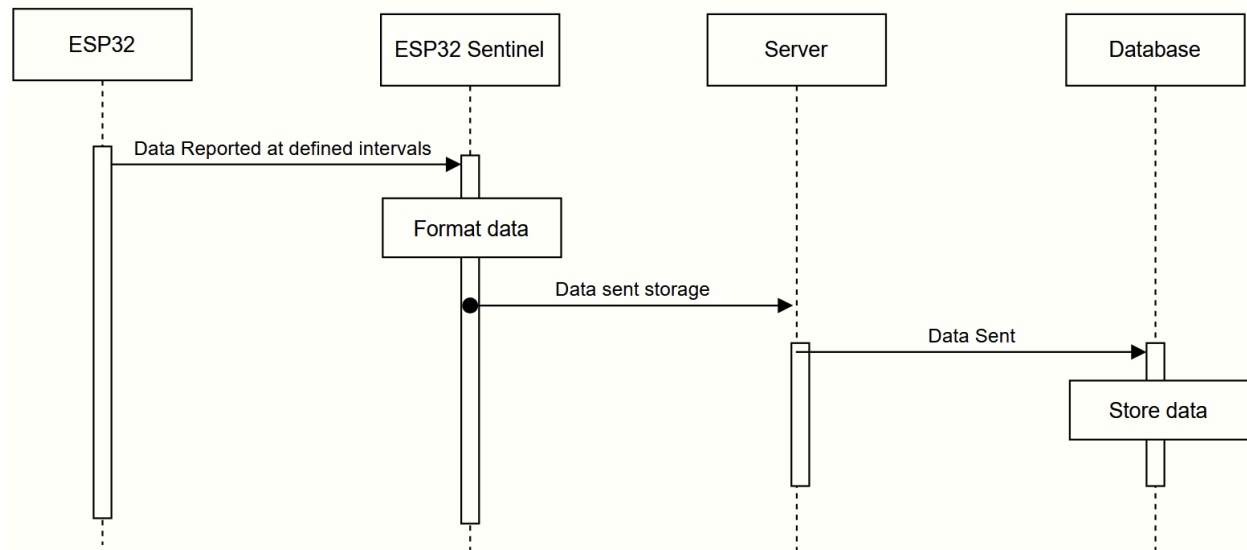 ESP32
ESP32 Sentinel
Server
Database
Data Reported at defined intervals
Format data
Data sent storage
Data Sent
Store data